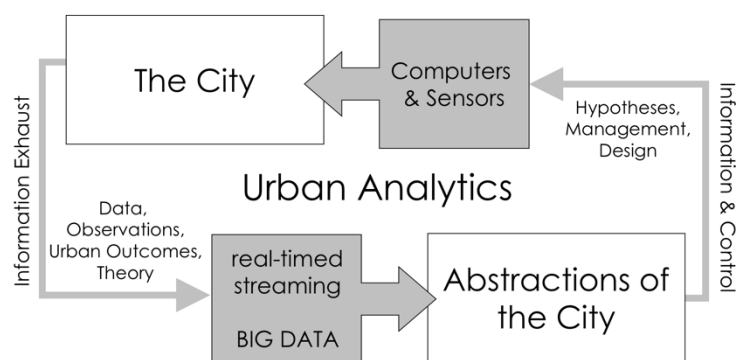 The City
Computers
& Sensors
Information Exhaust
Hypotheses,
Management,
Design
Information & Control
Urban Analytics
Data,
Observations,
Urban Outcomes,
Theory
real-timed
streaming
BIG DATA
Abstractions of
the City